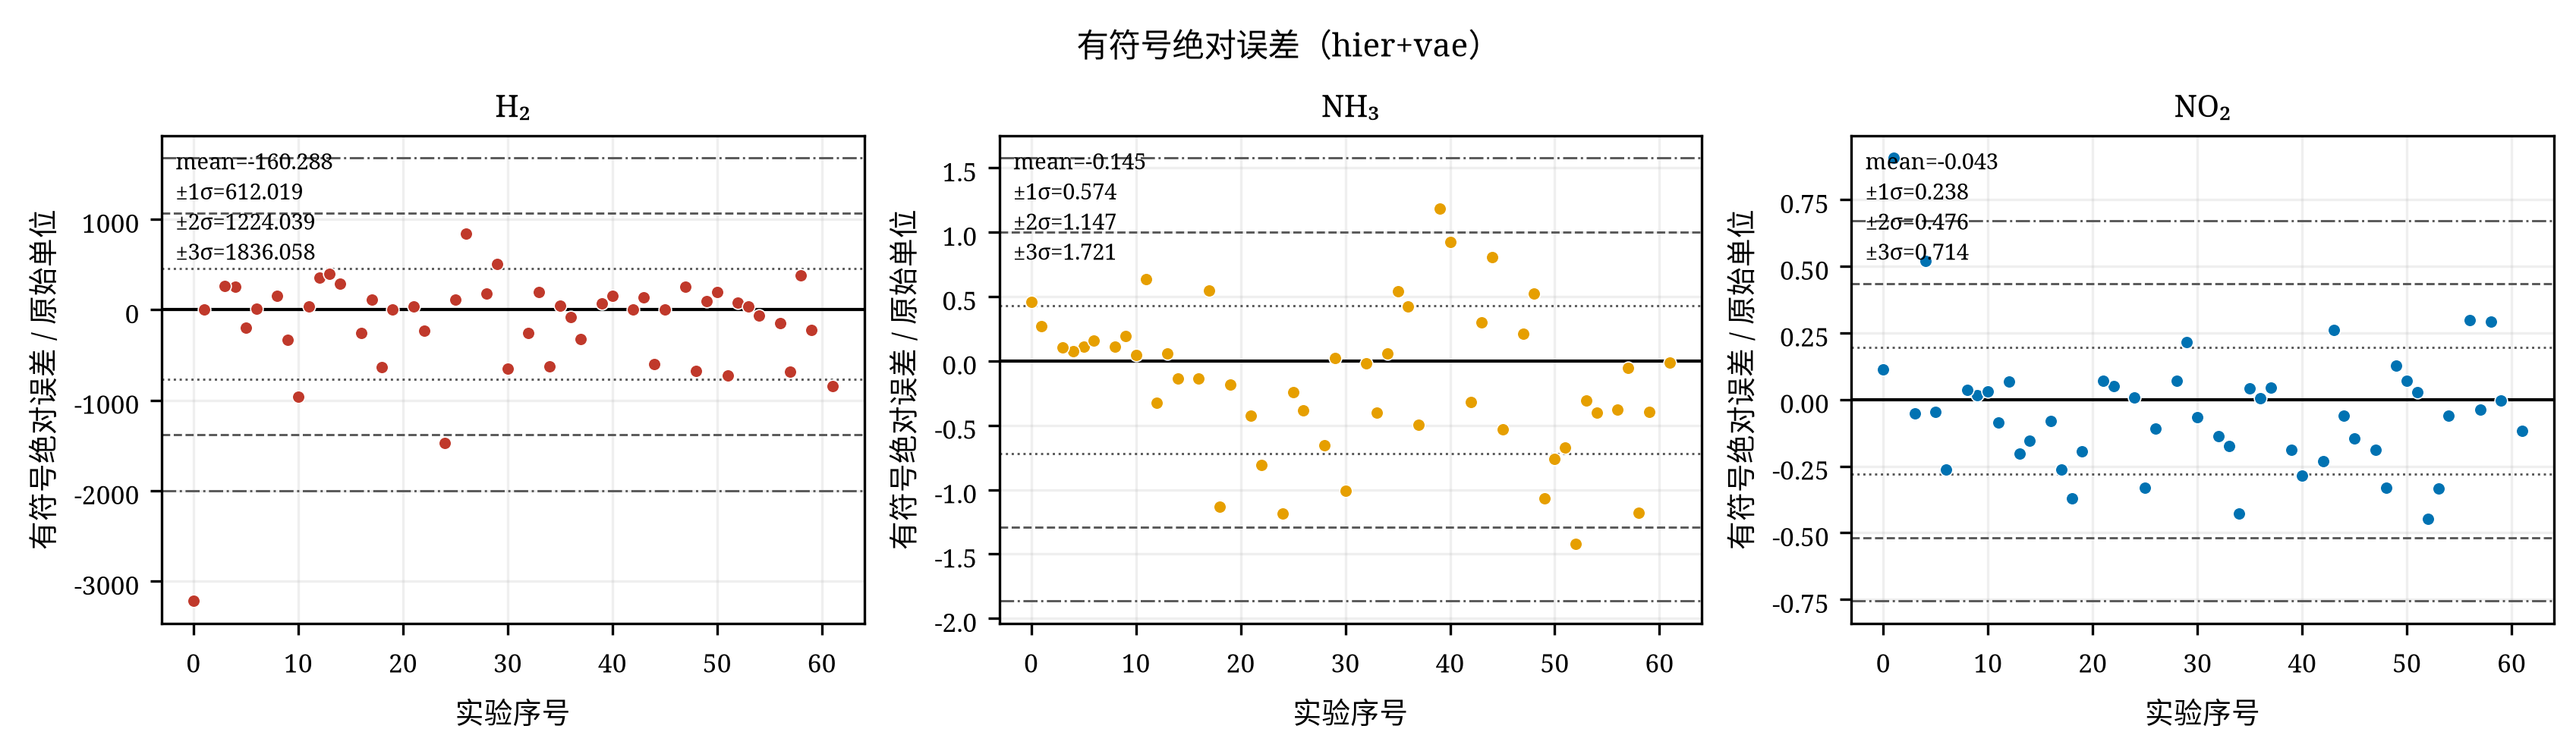 有符号绝对误差（hier+vae）
H₂
mean=-160.288
±1σ=612.019
±2σ=1224.039
±3σ=1836.058
有符号绝对误差 / 原始单位
1000
0
-1000
-2000
-3000
0 10 20 30 40 50 60
实验序号
NH₃
mean=-0.145
±1σ=0.574
±2σ=1.147
±3σ=1.721
有符号绝对误差 / 原始单位
1.5
1.0
0.5
0.0
-0.5
-1.0
-1.5
-2.0
0 10 20 30 40 50 60
实验序号
NO₂
mean=-0.043
±1σ=0.238
±2σ=0.476
±3σ=0.714
有符号绝对误差 / 原始单位
0.75
0.50
0.25
0.00
-0.25
-0.50
-0.75
0 10 20 30 40 50 60
实验序号